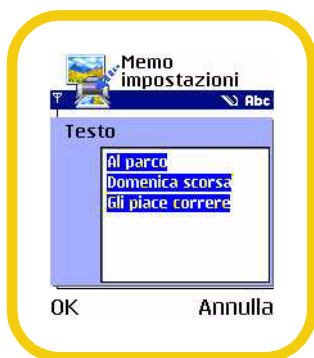 Memo
impostazioni
Abc
Testo
Al parco
Domenica scorsa
Gli piace correre
OK Annulla